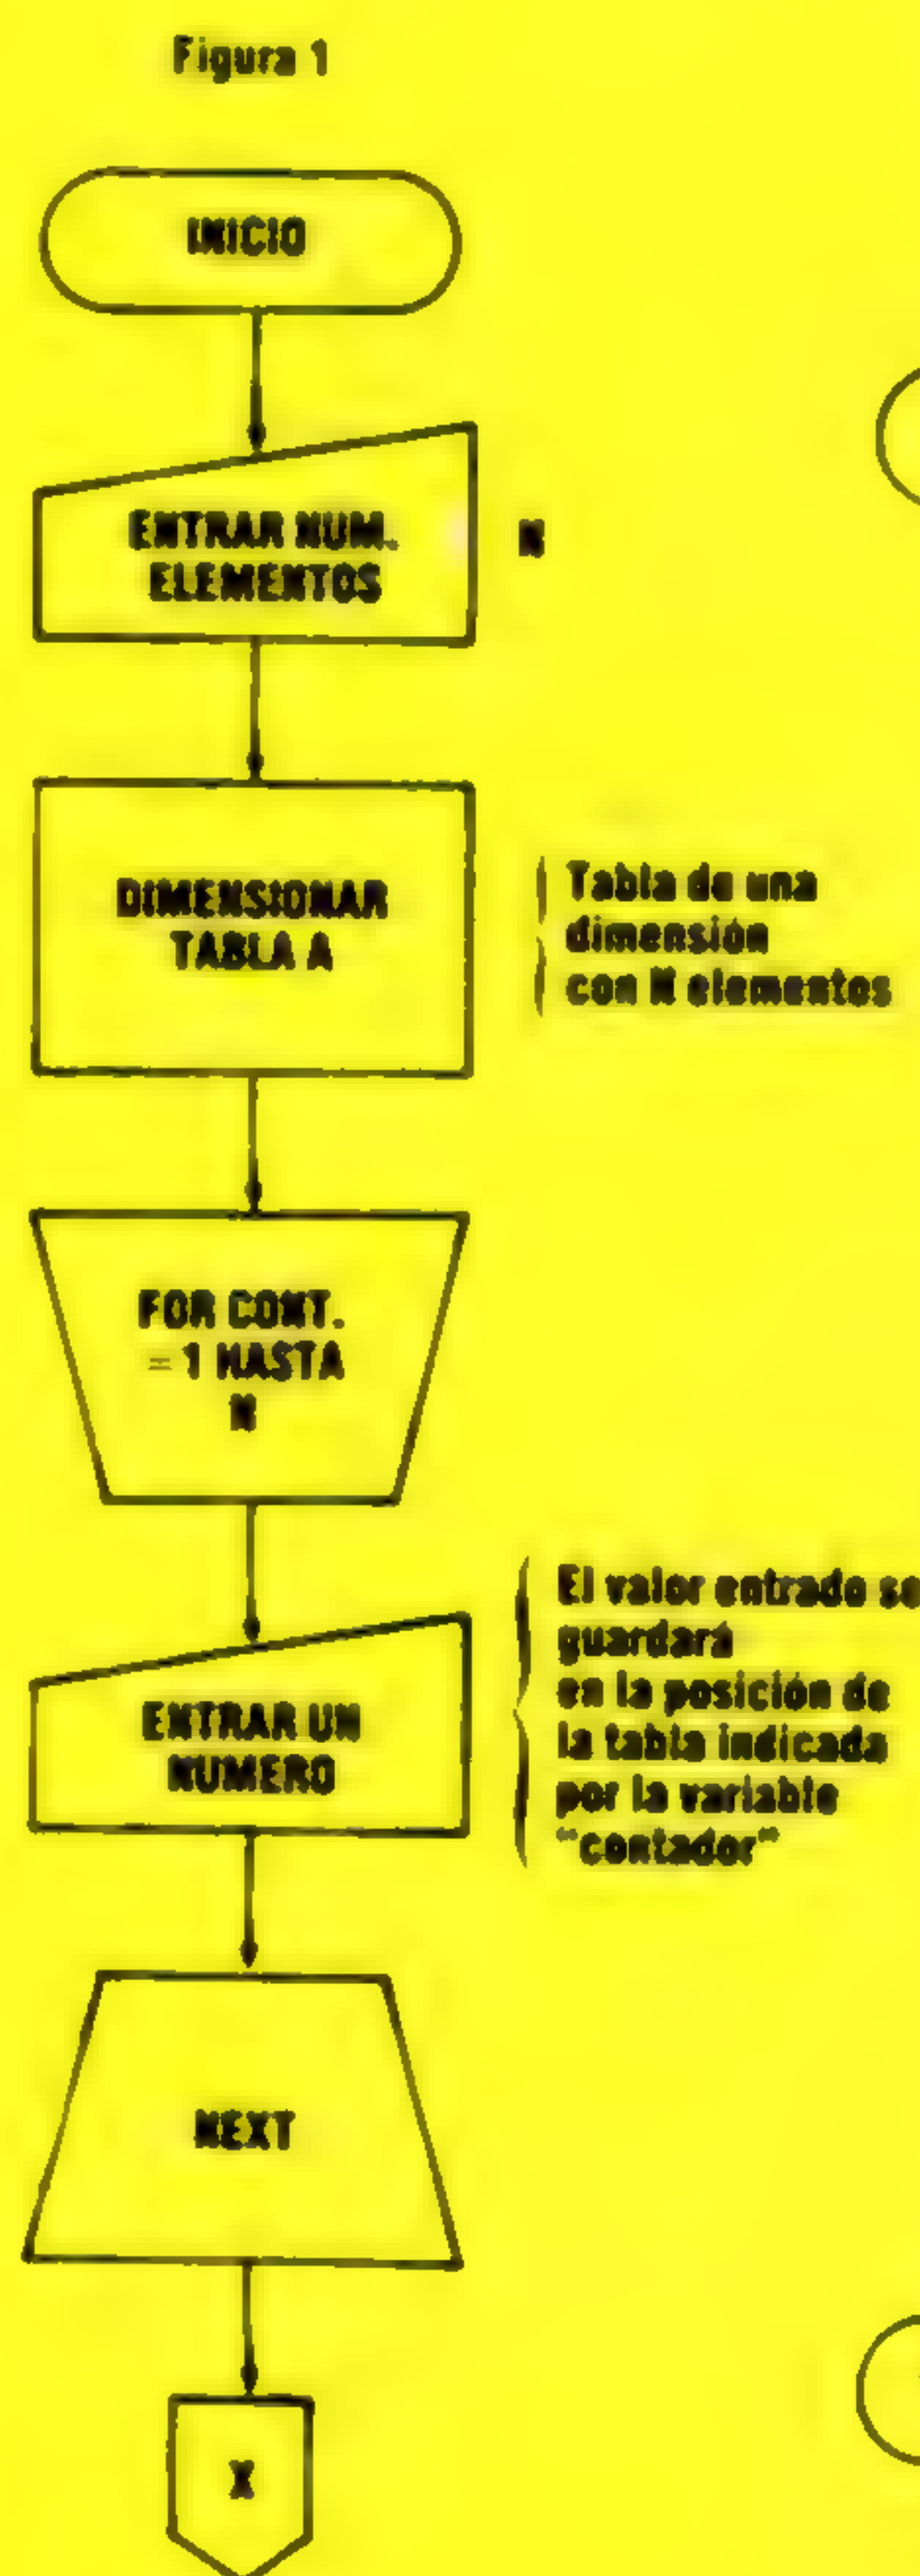 Figura 1
INICIO
ENTRAR NUM.
ELEMENTOS
N
DIMENSIONAR
TABLA A
Tabla de una
dimensión
con N elementos
FOR CONT.
= 1 HASTA
N
El valor entrado se
guardará
en la posición de
la tabla indicada
por la variable
"contador"
ENTRAR UN
NUMERO
NEXT
X